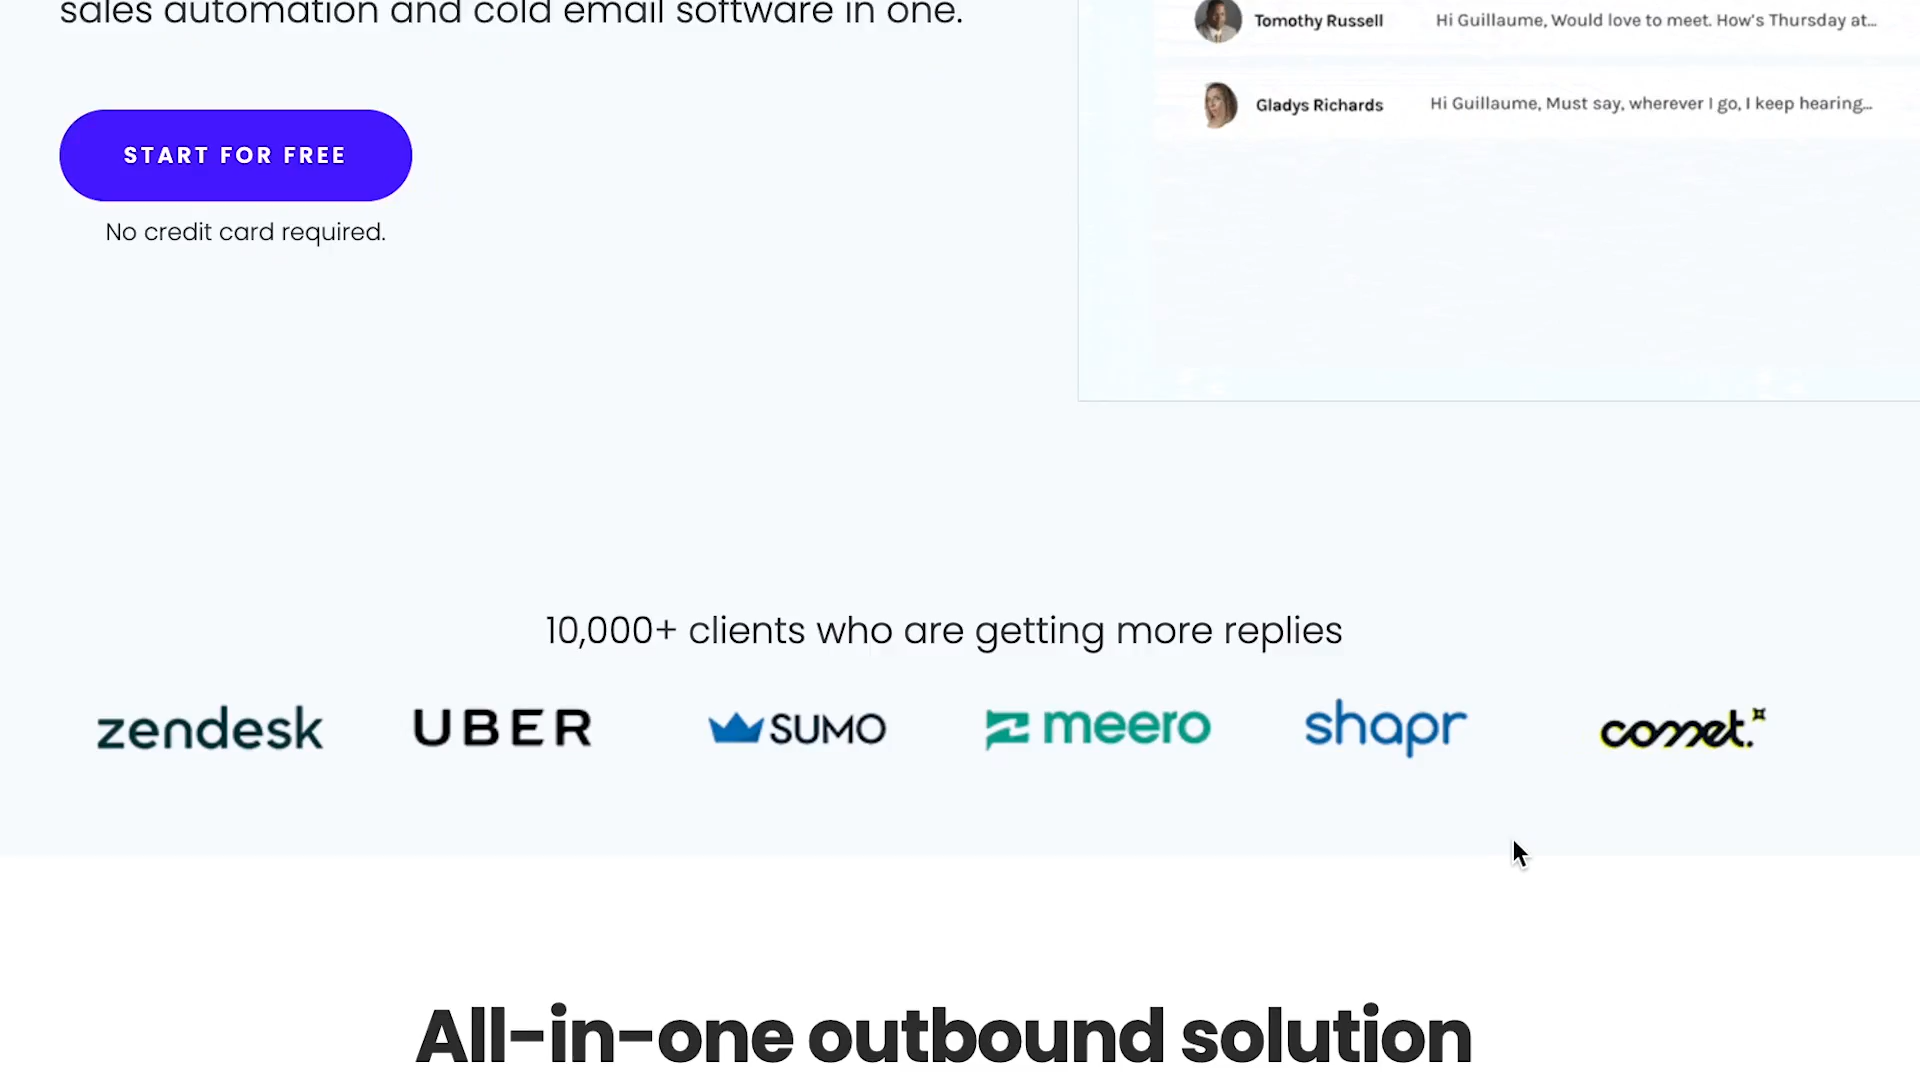 sales automation and cold email software in one.
START FOR FREE
No credit card required.
Tomothy Russell Hi Guillaume, Would love to meet. How's Thursday at...
Gladys Richards Hi Guillaume, Must say, wherever I go, I keep hearing...
10,000+ clients who are getting more replies
zendesk UBER SUMO meero shapr comet.
All-in-one outbound solution